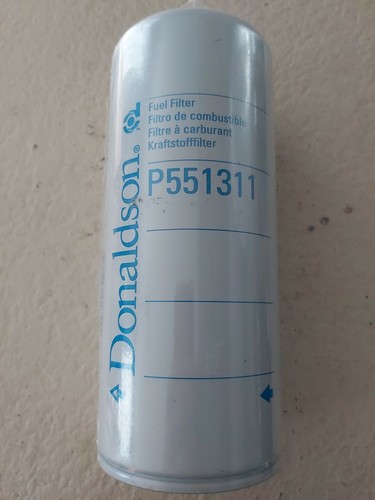 Donaldson®
Fuel Filter
Filtro de combustible
Filtre à carburant
Kraftstofffilter
P551311